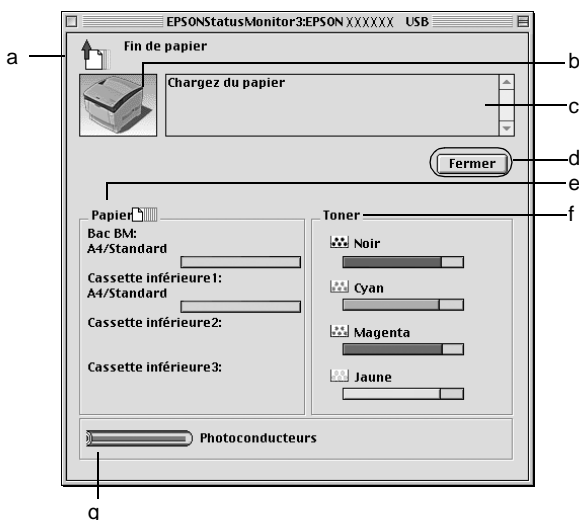 EPSONStatusMonitor3:EPSON XXXXXX USB
a
Fin de papier
b
Chargez du papier
c
Fermer
d
e
Papier
Toner
f
Bac BM:
A4/Standard
Cassette inférieure1:
A4/Standard
Cassette inférieure2:
Cassette inférieure3:
Noir
Cyan
Magenta
Jaune
Photoconducteurs
g